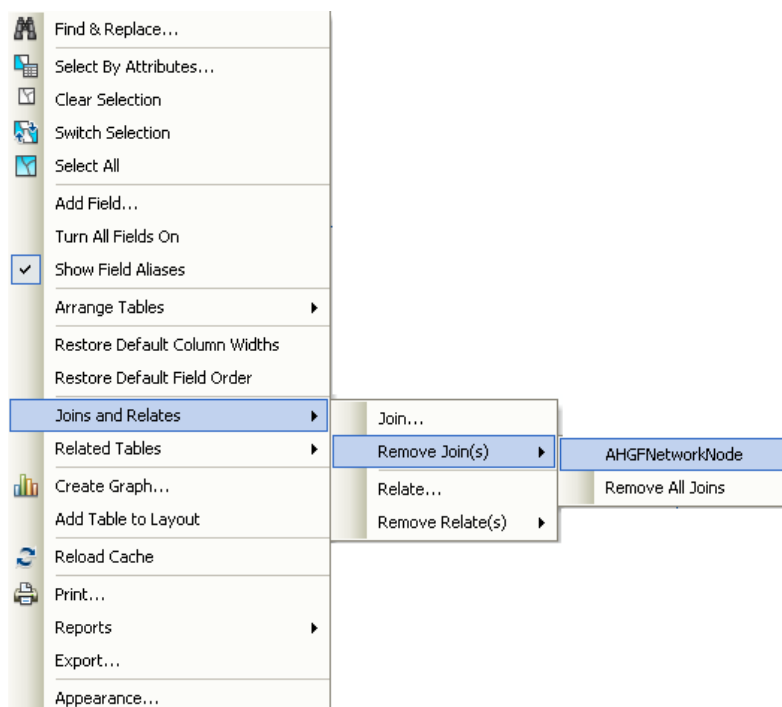 Find & Replace...
Select By Attributes...
Clear Selection
Switch Selection
Select All
Add Field...
Turn All Fields On
Show Field Aliases
Arrange Tables
Restore Default Column Widths
Restore Default Field Order
Joins and Relates
Related Tables
Create Graph...
Add Table to Layout
Reload Cache
Print...
Reports
Export...
Appearance...
Join...
Remove Join(s)
Relate...
Remove Relate(s)
AHGFNetworkNode
Remove All Joins